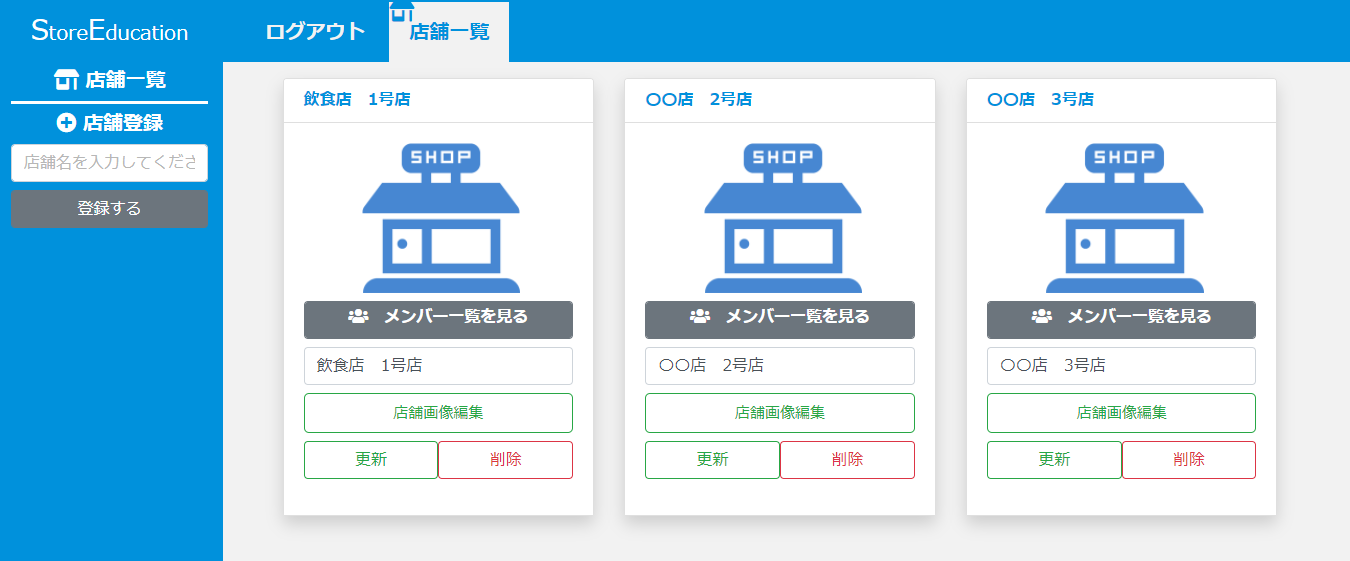 StoreEducation
ログアウト
店舗一覧
店舗一覧
店舗登録
店舗名を入力してくださ
登録する
飲食店　1号店
SHOP
メンバー一覧を見る
飲食店　1号店
店舗画像編集
更新
削除
〇〇店　2号店
SHOP
メンバー一覧を見る
〇〇店　2号店
店舗画像編集
更新
削除
〇〇店　3号店
SHOP
メンバー一覧を見る
〇〇店　3号店
店舗画像編集
更新
削除